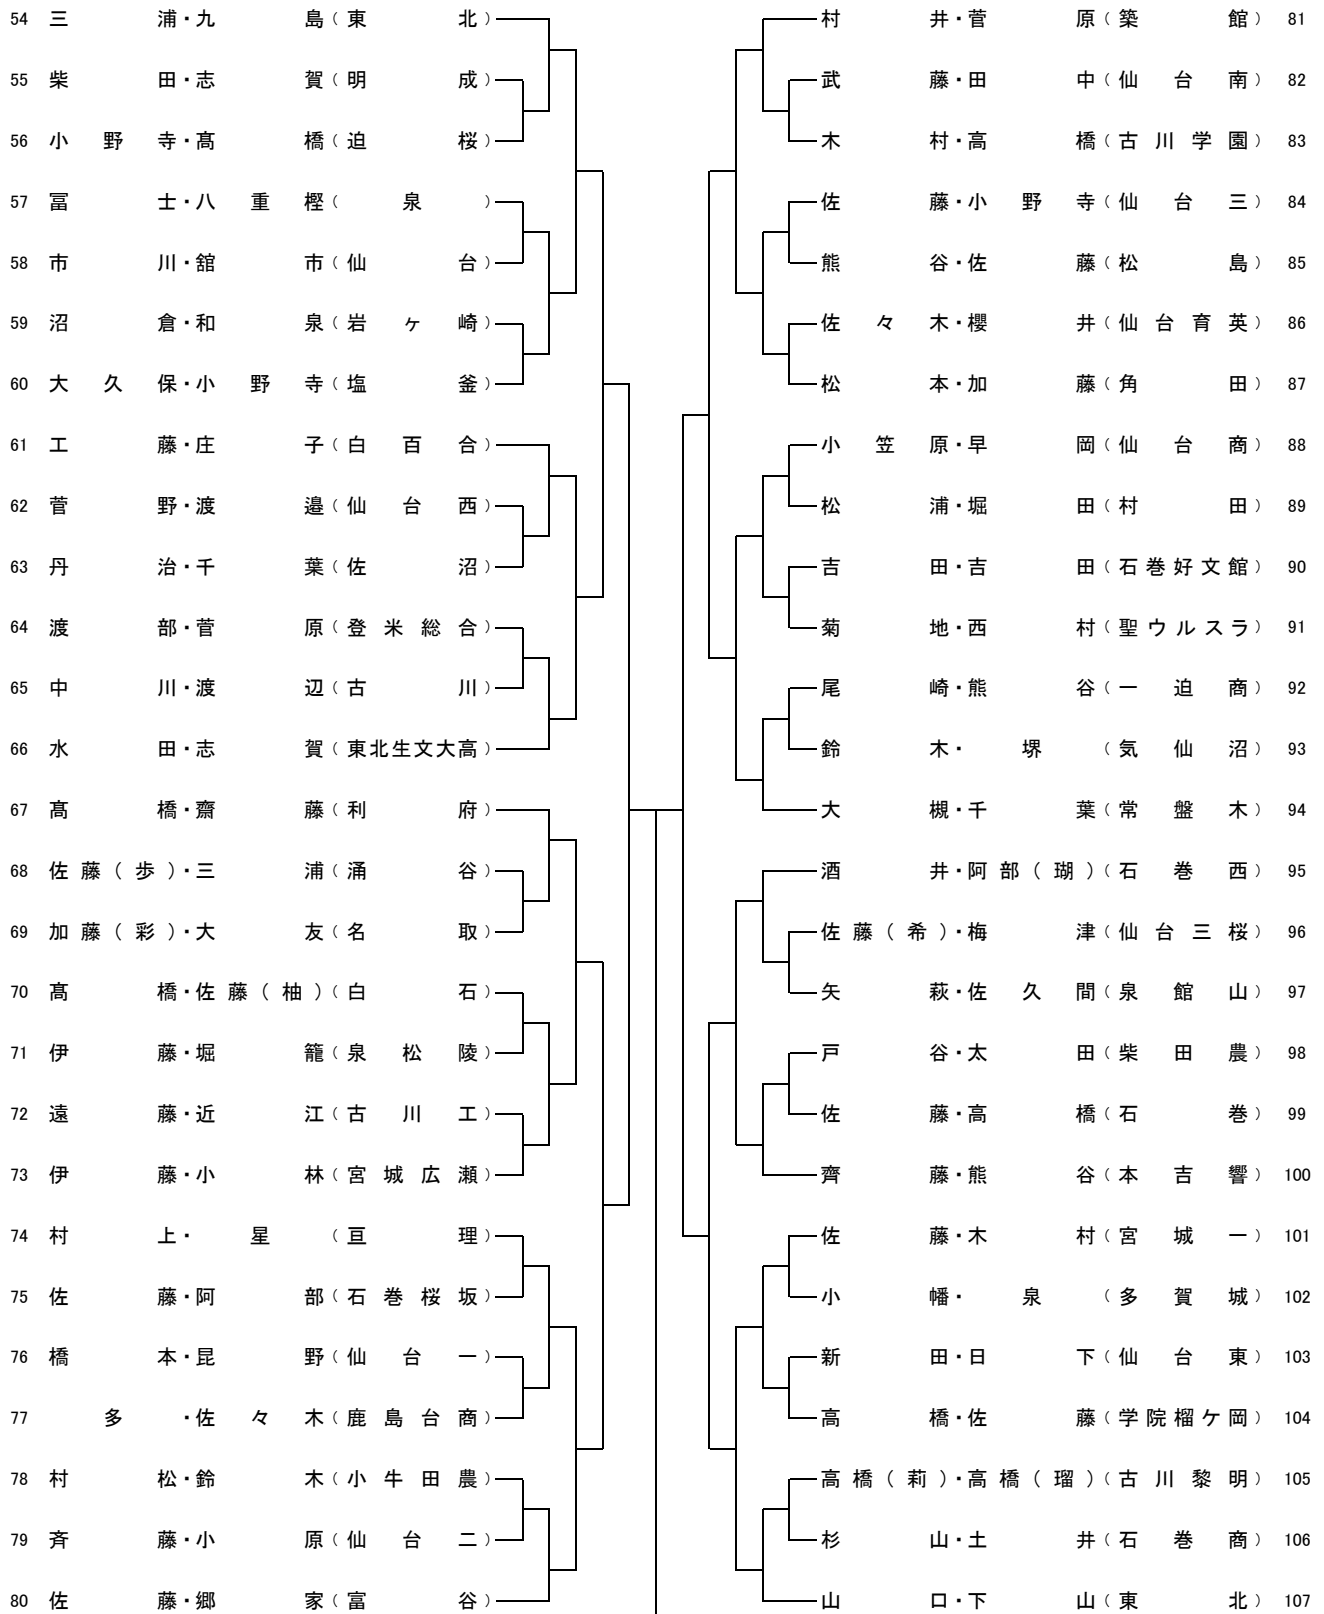 54 三浦・九島（東北）
55 柴田・志賀（明成）
56 小野寺・髙橋（迫桜）
57 冨士・八重樫（泉）
58 市川・舘市（仙台）
59 沼倉・和泉（岩ヶ崎）
60 大久保・小野寺（塩釜）
61 工藤・庄子（白百合）
62 菅野・渡邉（仙台西）
63 丹治・千葉（佐沼）
64 渡部・菅原（登米総合）
65 中川・渡辺（古川）
66 水田・志賀（東北生文大高）
67 髙橋・齋藤（利府）
68 佐藤（歩）・三浦（涌谷）
69 加藤（彩）・大友（名取）
70 髙橋・佐藤（柚）（白石）
71 伊藤・堀籠（泉松陵）
72 遠藤・近江（古川工）
73 伊藤・小林（宮城広瀬）
74 村上・星（亘理）
75 佐藤・阿部（石巻桜坂）
76 橋本・昆野（仙台一）
77 多・佐々木（鹿島台商）
78 村松・鈴木（小牛田農）
79 斉藤・小原（仙台二）
80 佐藤・郷家（富谷）
村井・菅原（築館） 81
武藤・田中（仙台南） 82
木村・高橋（古川学園） 83
佐藤・小野寺（仙台三） 84
熊谷・佐藤（松島） 85
佐々木・櫻井（仙台育英） 86
松本・加藤（角田） 87
小笠原・早岡（仙台商） 88
松浦・堀田（村田） 89
吉田・吉田（石巻好文館） 90
菊地・西村（聖ウルスラ） 91
尾崎・熊谷（一迫商） 92
鈴木・堺（気仙沼） 93
大槻・千葉（常盤木） 94
酒井・阿部（瑚）（石巻西） 95
佐藤（希）・梅津（仙台三桜） 96
矢萩・佐久間（泉館山） 97
戸谷・太田（柴田農） 98
佐藤・高橋（石巻） 99
齊藤・熊谷（本吉響） 100
佐藤・木村（宮城一） 101
小幡・泉（多賀城） 102
新田・日下（仙台東） 103
高橋・佐藤（学院榴ケ岡） 104
高橋（莉）・高橋（瑠）（古川黎明） 105
杉山・土井（石巻商） 106
山口・下山（東北） 107